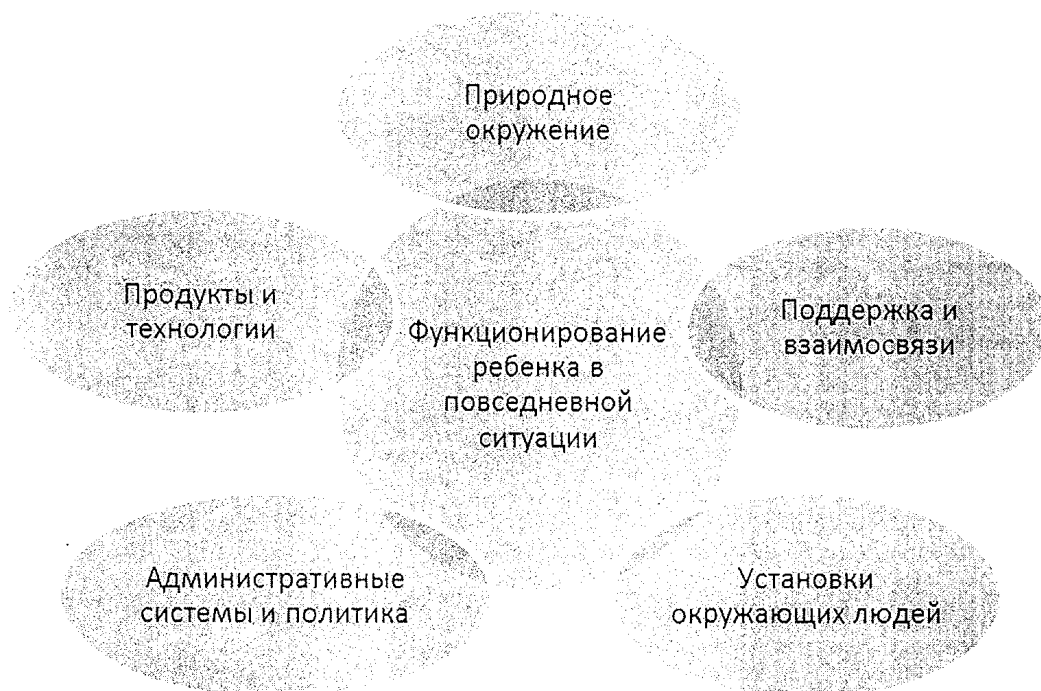 Природное
окружение
Продукты и
технологии
Функционирование
ребенка в
повседневной
ситуации
Поддержка и
взаимосвязи
Административные
системы и политика
Установки
окружающих людей